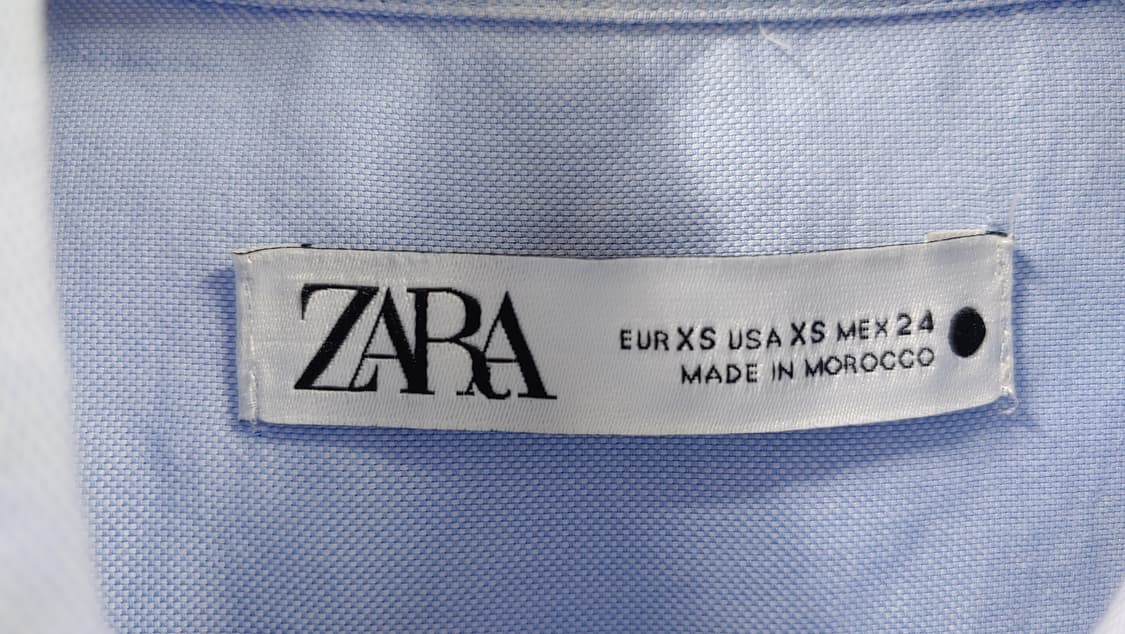 ZARA
EUR XS USA XS MEX 24
MADE IN MOROCCO